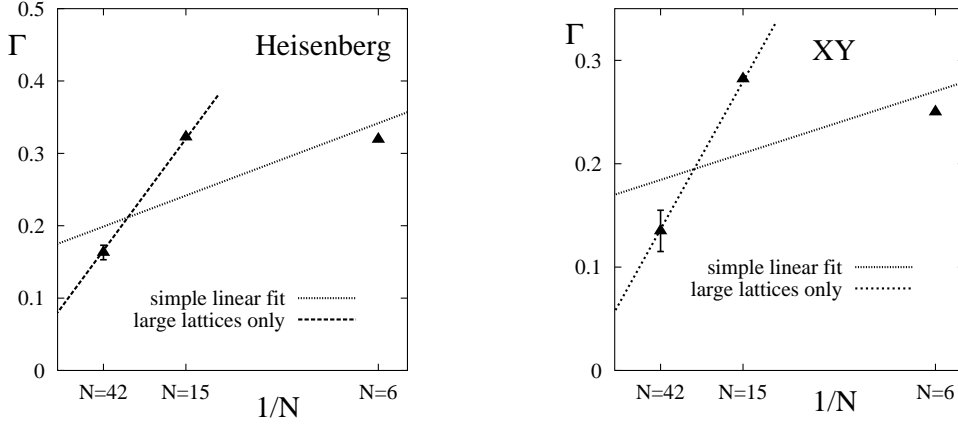 0.5
Γ
Heisenberg
0.4
0.3
0.2
0.1
simple linear fit
large lattices only
0
N=42
N=15
N=6
1/N
Γ
XY
0.3
0.2
0.1
simple linear fit
large lattices only
0
N=42
N=15
N=6
1/N